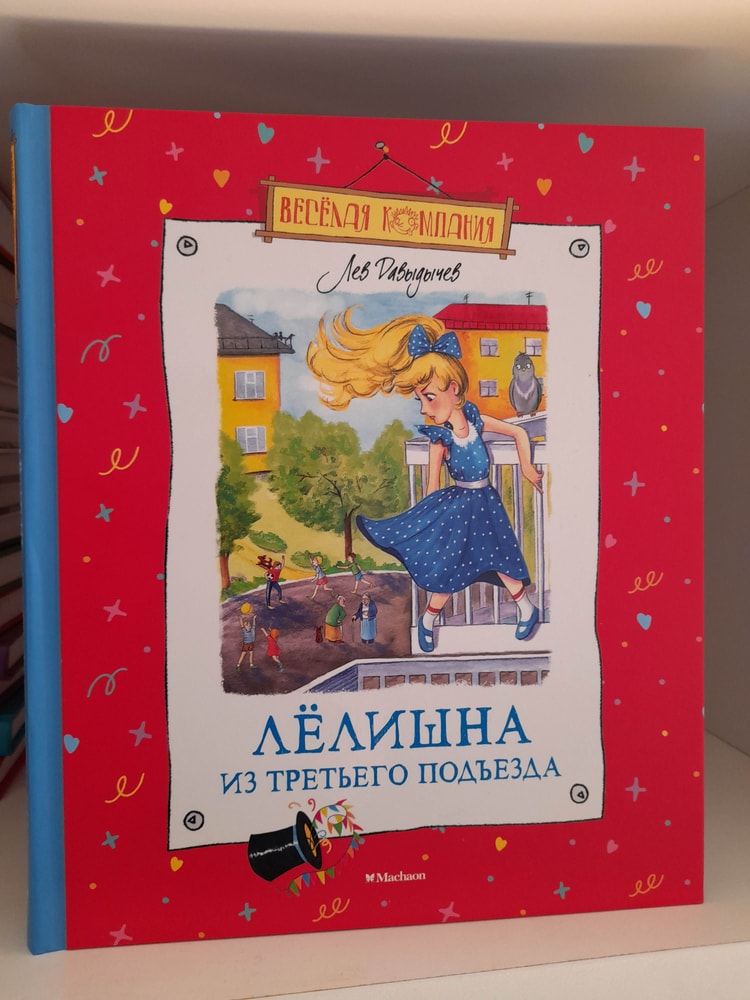 ВЕСЁЛАЯ КОМПАНИЯ
Лев Давыдычев
ЛЁЛИШНА
ИЗ ТРЕТЬЕГО ПОДЪЕЗДА
Machaon